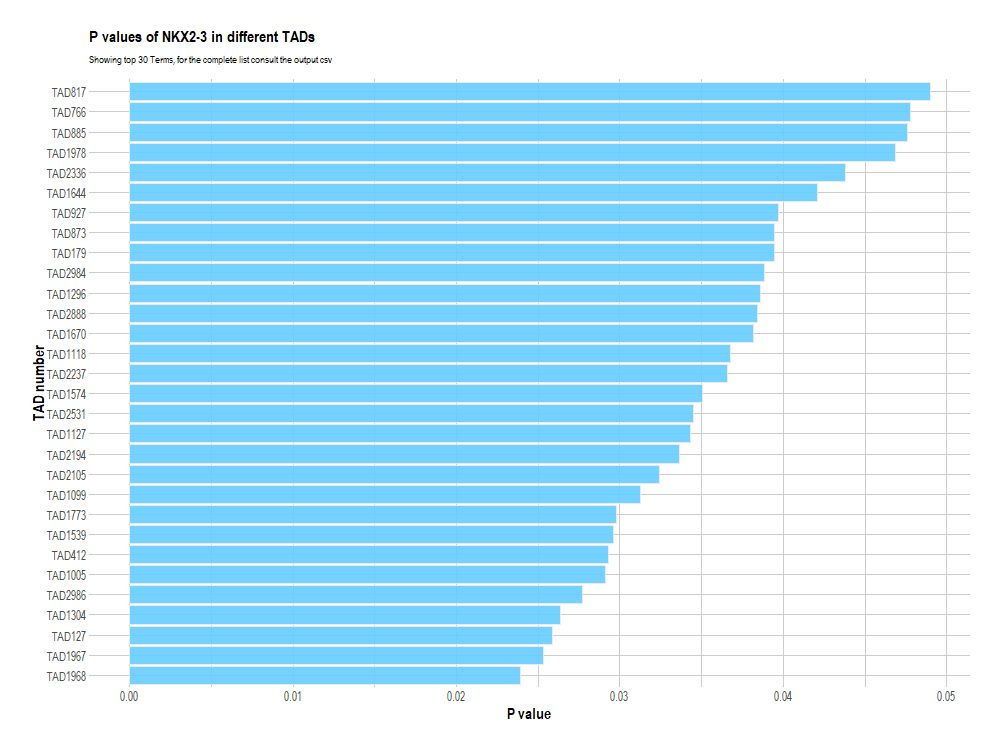 P values of NKX2-3 in different TADs
Showing top 30 Terms, for the complete list consult the output csv
TAD number
TAD817
TAD766
TAD885
TAD1978
TAD2336
TAD1644
TAD927
TAD873
TAD179
TAD2984
TAD1296
TAD2888
TAD1670
TAD1118
TAD2237
TAD1574
TAD2531
TAD1127
TAD2194
TAD2105
TAD1099
TAD1773
TAD1539
TAD412
TAD1005
TAD2986
TAD1304
TAD127
TAD1967
TAD1968
0.00 0.01 0.02 0.03 0.04 0.05
P value